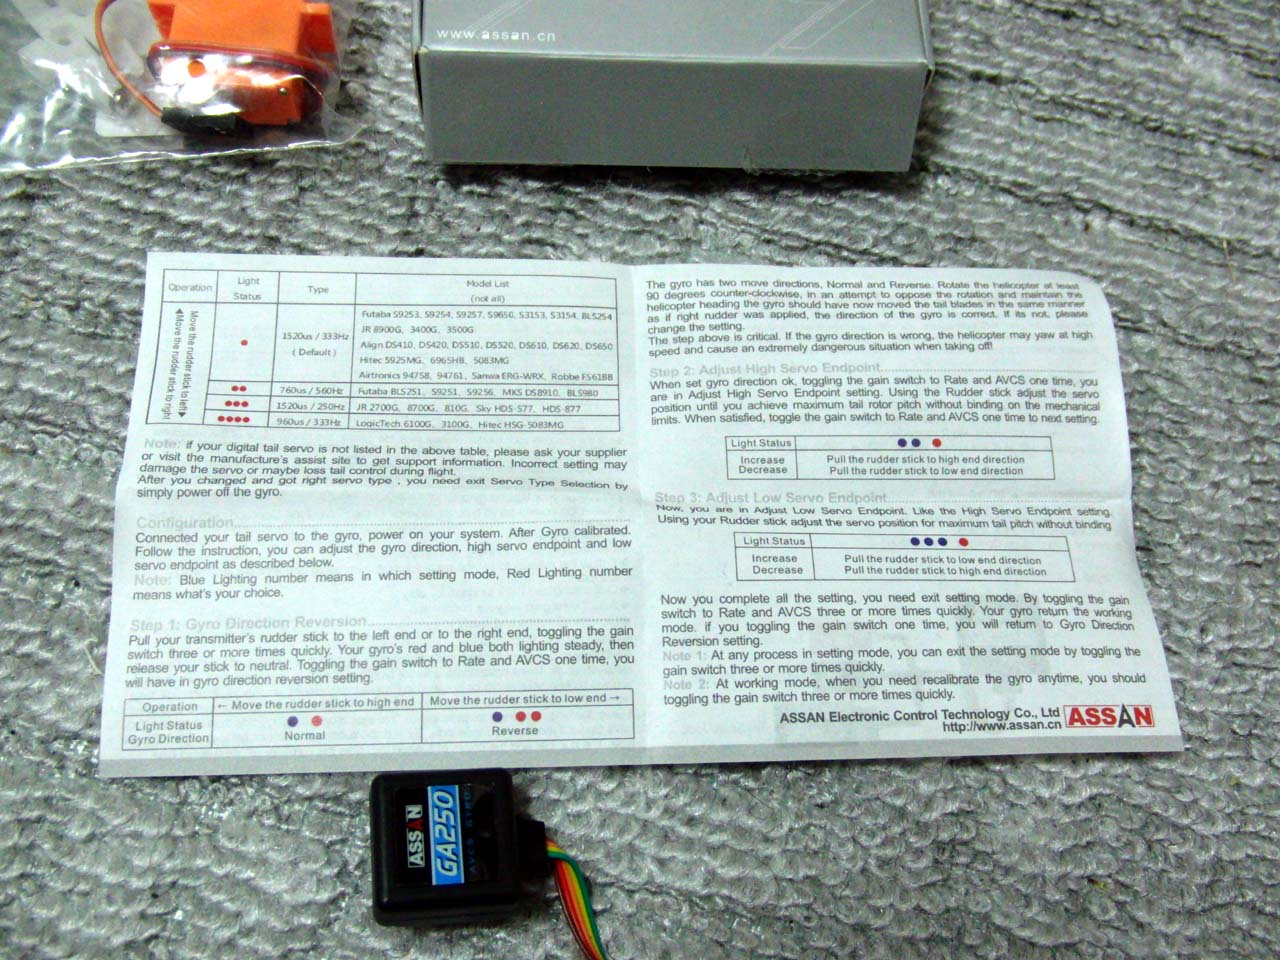 www.assan.cn
Operation Light Status Type Model List (not all)
Move the rudder stick to left
Move the rudder stick to right
1520us / 333Hz ( Default )
Futaba S9253, S9254, S9257, S9650, S3153, S3154, BLS254
JR 8900G, 3400G, 3500G
Align DS410, DS420, DS510, DS520, DS610, DS620, DS650
Hitec 5925MG, 6965HB, 5083MG
Airtronics 94758, 94761, Sanwa ERG-WRX, Robbe FS61BB
760us / 560Hz Futaba BLS251, S9251, S9256, MKS DS8910, BLS980
1520us / 250Hz JR 2700G, 8700G, 810G, Sky HDS-577, HDS-877
960us / 333Hz LogicTech 6100G, 3100G, Hitec HSG-5083MG
Note: if your digital tail servo is not listed in the above table, please ask your supplier
or visit the manufacture's assist site to get support information. Incorrect setting may
damage the servo or maybe loss tail control during flight.
After you changed and got right servo type , you need exit Servo Type Selection by
simply power off the gyro.
Configuration
Connected your tail servo to the gyro, power on your system. After Gyro calibrated.
Follow the instruction, you can adjust the gyro direction, high servo endpoint and low
servo endpoint as described below.
Note: Blue Lighting number means in which setting mode, Red Lighting number
means what's your choice.
Step 1: Gyro Direction Reversion
Pull your transmitter's rudder stick to the left end or to the right end, toggling the gain
switch three or more times quickly. Your gyro's red and blue both lighting steady, then
release your stick to neutral. Toggling the gain switch to Rate and AVCS one time, you
will have in gyro direction reversion setting.
Operation ← Move the rudder stick to high end Move the rudder stick to low end →
Light Status
Gyro Direction Normal Reverse
The gyro has two move directions, Normal and Reverse. Rotate the helicopter at least
90 degrees counter-clockwise, in an attempt to oppose the rotation and maintain the
helicopter heading the gyro should have now moved the tail blades in the same manner
as if right rudder was applied, the direction of the gyro is correct. If its not, please
change the setting.
The step above is critical. If the gyro direction is wrong, the helicopter may yaw at high
speed and cause an extremely dangerous situation when taking off!
Step 2: Adjust High Servo Endpoint
When set gyro direction ok, toggling the gain switch to Rate and AVCS one time, you
are in Adjust High Servo Endpoint setting. Using the Rudder stick adjust the servo
position until you achieve maximum tail rotor pitch without binding on the mechanical
limits. When satisfied, toggle the gain switch to Rate and AVCS one time to next setting.
Light Status
Increase Pull the rudder stick to high end direction
Decrease Pull the rudder stick to low end direction
Step 3: Adjust Low Servo Endpoint
Now, you are in Adjust Low Servo Endpoint. Like the High Servo Endpoint setting.
Using your Rudder stick adjust the servo position for maximum tail pitch without binding
Light Status
Increase Pull the rudder stick to low end direction
Decrease Pull the rudder stick to high end direction
Now you complete all the setting, you need exit setting mode. By toggling the gain
switch to Rate and AVCS three or more times quickly. Your gyro return the working
mode. if you toggling the gain switch one time, you will return to Gyro Direction
Reversion setting.
Note 1: At any process in setting mode, you can exit the setting mode by toggling the
gain switch three or more times quickly.
Note 2: At working mode, when you need recalibrate the gyro anytime, you should
toggling the gain switch three or more times quickly.
ASSAN Electronic Control Technology Co., Ltd ASSAN
http://www.assan.cn
ASSAN
GA250
AVCS GYRO